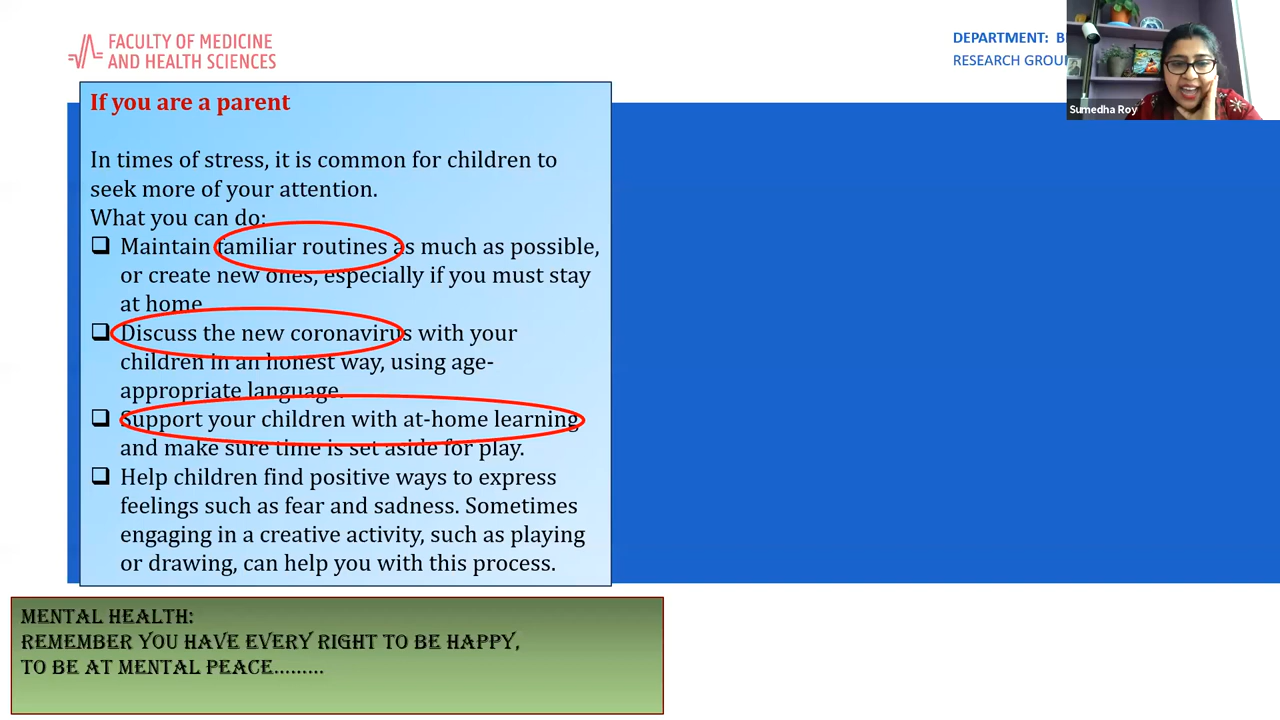 FACULTY OF MEDICINE
AND HEALTH SCIENCES
DEPARTMENT:
RESEARCH
Sumedha Roy
If you are a parent
In times of stress, it is common for children to
seek more of your attention.
What you can do:
Maintain familiar routines as much as possible,
or create new ones, especially if you must stay
at home
Discuss the new coronavirus with your
children in an honest way, using age-
appropriate language.
Support your children with at-home learning
and make sure time is set aside for play.
Help children find positive ways to express
feelings such as fear and sadness. Sometimes
engaging in a creative activity, such as playing
or drawing, can help you with this process.
MENTAL HEALTH:
REMEMBER YOU HAVE EVERY RIGHT TO BE HAPPY,
TO BE AT MENTAL PEACE.........